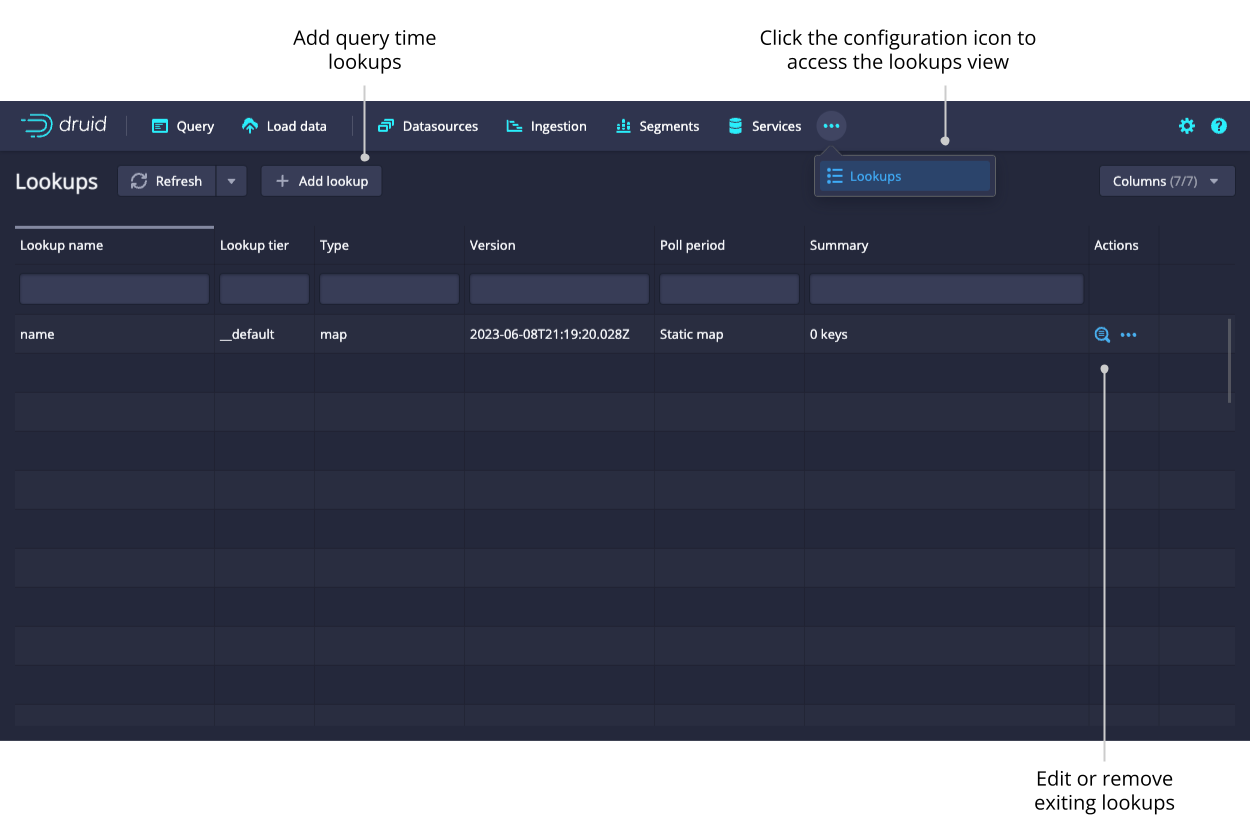 Add query time
lookups
Click the configuration icon to
access the lookups view
druid
Query
Load data
Datasources
Ingestion
Segments
Services
Lookups
Lookups
Refresh
Add lookup
Columns (7/7)
Lookup name
Lookup tier
Type
Version
Poll period
Summary
Actions
name
__default
map
2023-06-08T21:19:20.028Z
Static map
0 keys
Edit or remove
exiting lookups